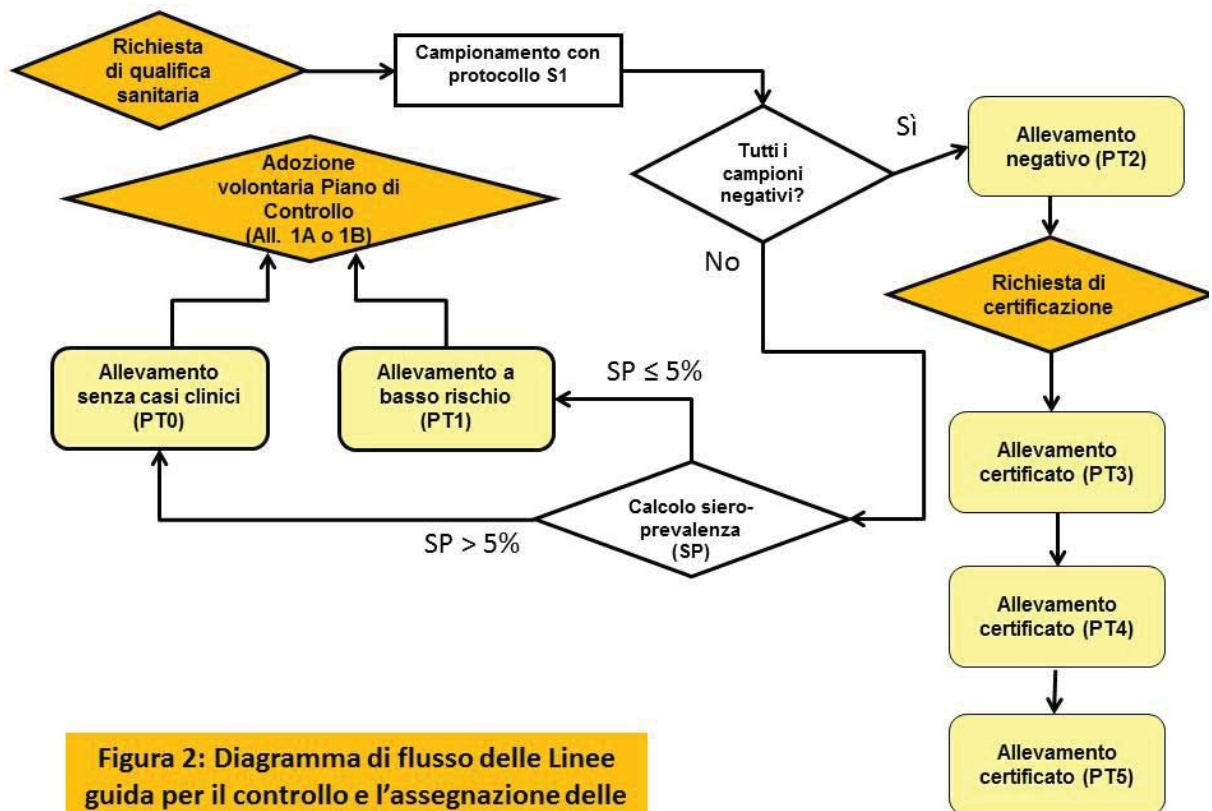 Richiesta
di qualifica
sanitaria
Campionamento con
protocollo S1
Tutti i
campioni
negativi?
Sì
No
Allevamento
negativo (PT2)
Richiesta di
certificazione
Allevamento
certificato (PT3)
Allevamento
certificato (PT4)
Allevamento
certificato (PT5)
Adozione
volontaria Piano di
Controllo
(All. 1A o 1B)
Allevamento
senza casi clinici
(PT0)
Allevamento a
basso rischio
(PT1)
SP ≤ 5%
SP > 5%
Calcolo siero-
prevalenza
(SP)
Figura 2: Diagramma di flusso delle Linee
guida per il controllo e l'assegnazione delle